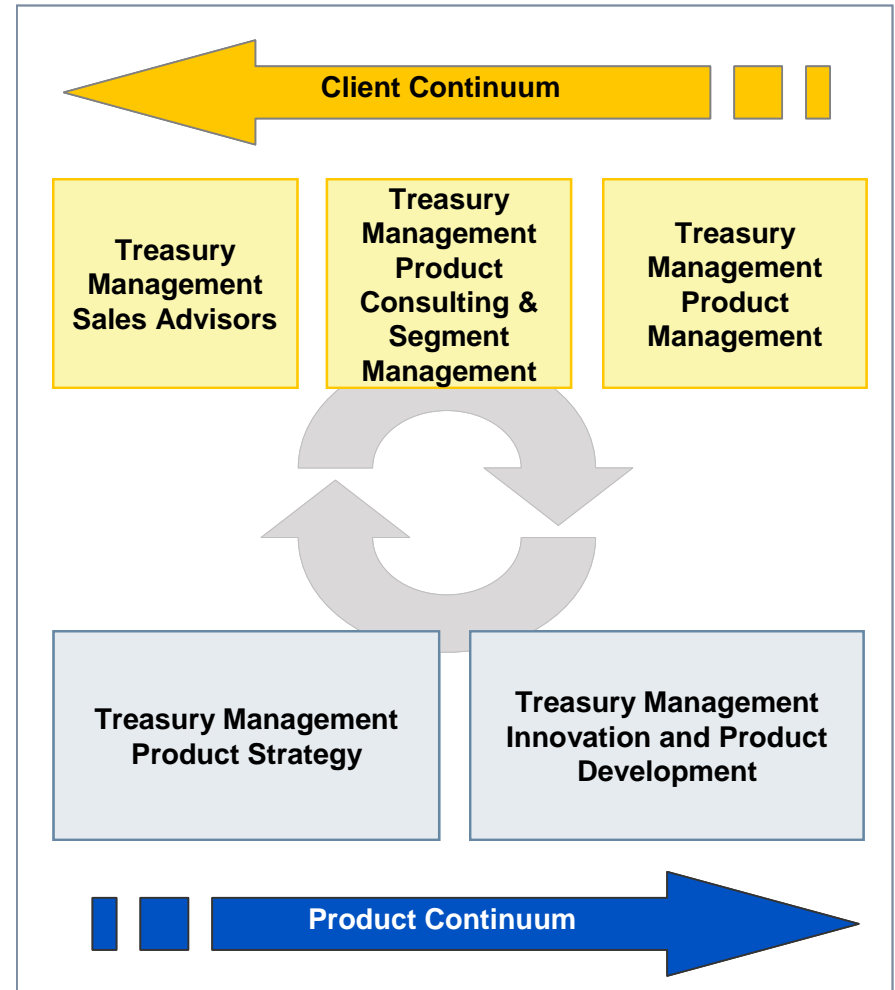 Client Continuum
Treasury
Management
Sales Advisors
Treasury
Management
Product
Consulting &
Segment
Management
Treasury
Management
Product
Management
Treasury Management
Product Strategy
Treasury Management
Innovation and Product
Development
Product Continuum